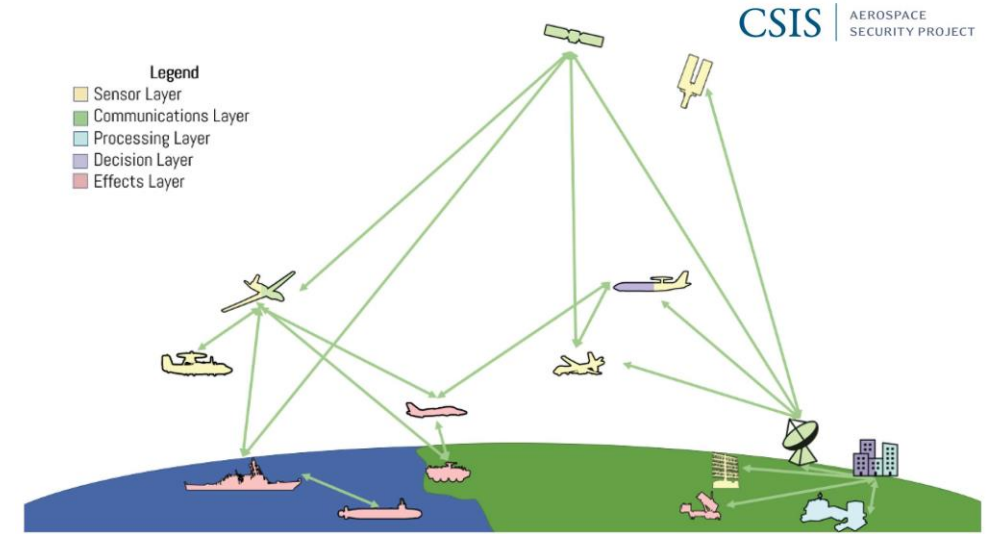 CSIS
AEROSPACE
SECURITY PROJECT
Legend
Sensor Layer
Communications Layer
Processing Layer
Decision Layer
Effects Layer